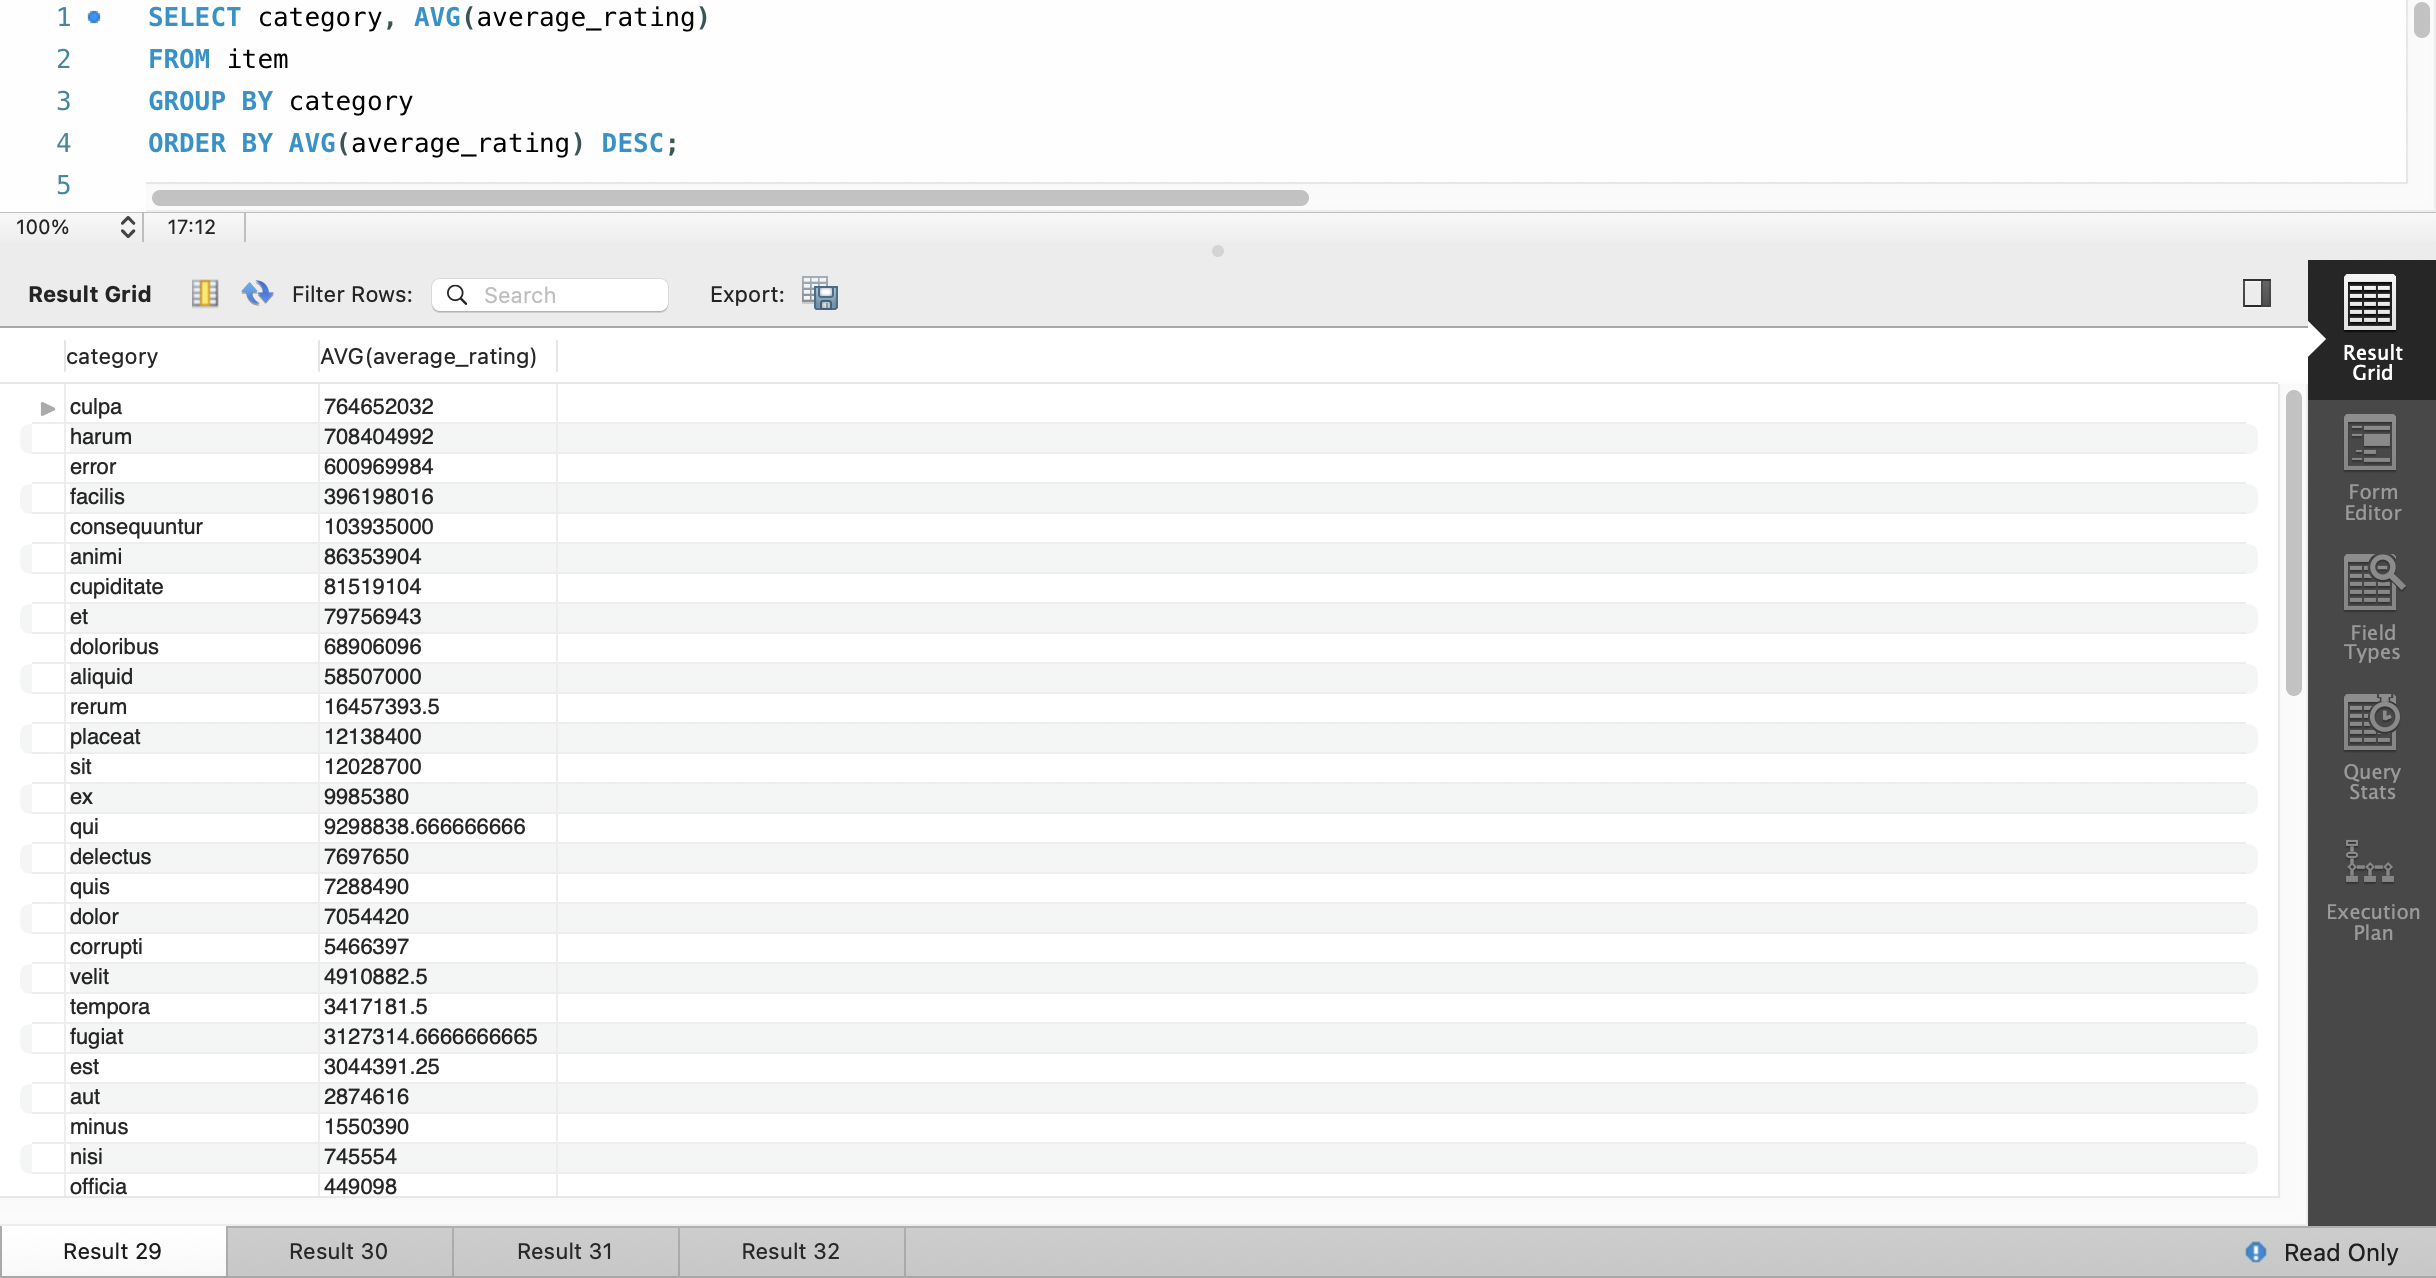 1 SELECT category, AVG(average_rating)
2 FROM item
3 GROUP BY category
4 ORDER BY AVG(average_rating) DESC;
5
100% 17:12
Result Grid Filter Rows: Search Export:
category AVG(average_rating)
culpa 764652032
harum 708404992
error 600969984
facilis 396198016
consequuntur 103935000
animi 86353904
cupiditate 81519104
et 79756943
doloribus 68906096
aliquid 58507000
rerum 16457393.5
placeat 12138400
sit 12028700
ex 9985380
qui 9298838.666666666
delectus 7697650
quis 7288490
dolor 7054420
corrupti 5466397
velit 4910882.5
tempora 3417181.5
fugiat 3127314.6666666665
est 3044391.25
aut 2874616
minus 1550390
nisi 745554
officia 449098
Result
Grid
Form
Editor
Field
Types
Query
Stats
Execution
Plan
Result 29 Result 30 Result 31 Result 32 Read Only